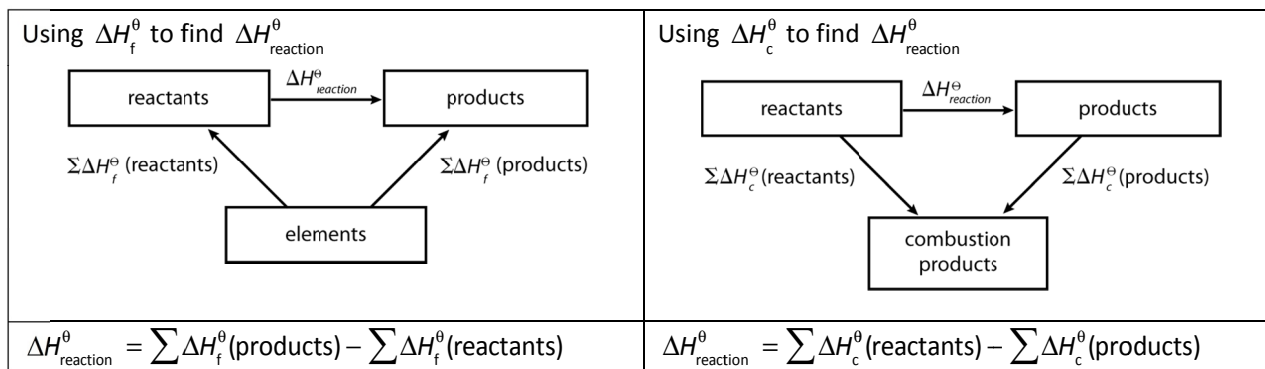 Using ΔH_f^θ to find ΔH_reaction^θ
reactants
ΔH_reaction^Θ
products
ΣΔH_f^Θ (reactants)
ΣΔH_f^Θ (products)
elements
ΔH_reaction^θ = ∑ ΔH_f^θ (products) – ∑ ΔH_f^θ (reactants)
Using ΔH_c^θ to find ΔH_reaction^θ
reactants
ΔH_reaction^Θ
products
ΣΔH_c^Θ (reactants)
ΣΔH_c^Θ (products)
combustion
products
ΔH_reaction^θ = ∑ ΔH_c^θ (reactants) – ∑ ΔH_c^θ (products)